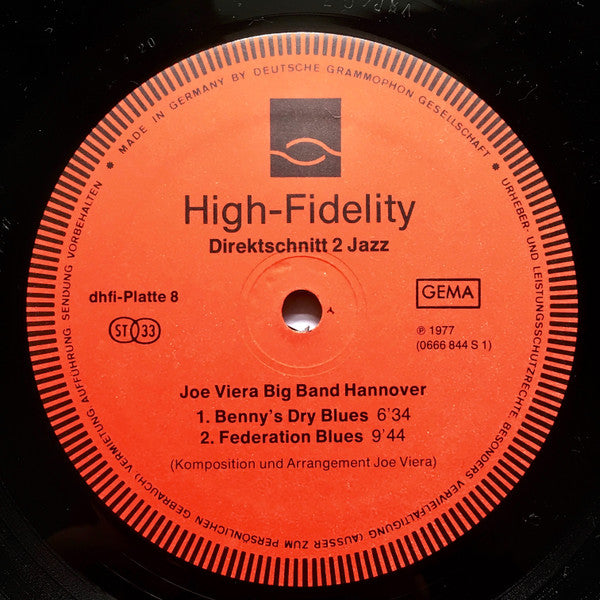 ✱ MADE IN GERMANY BY DEUTSCHE GRAMMOPHON GESELLSCHAFT ✱ URHEBER- UND LEISTUNGSSCHUTZRECHTE, BESONDERS VERVIELFÄLTIGUNG (AUSSER ZUM PERSÖNLICHEN GEBRAUCH), VERMIETUNG, AUFFÜHRUNG, SENDUNG VORBEHALTEN
High-Fidelity
Direktschnitt 2 Jazz
dhfi-Platte 8
GEMA
ST 33
℗ 1977
(0666 844 S 1)
Joe Viera Big Band Hannover
1. Benny's Dry Blues 6'34
2. Federation Blues 9'44
(Komposition und Arrangement Joe Viera)